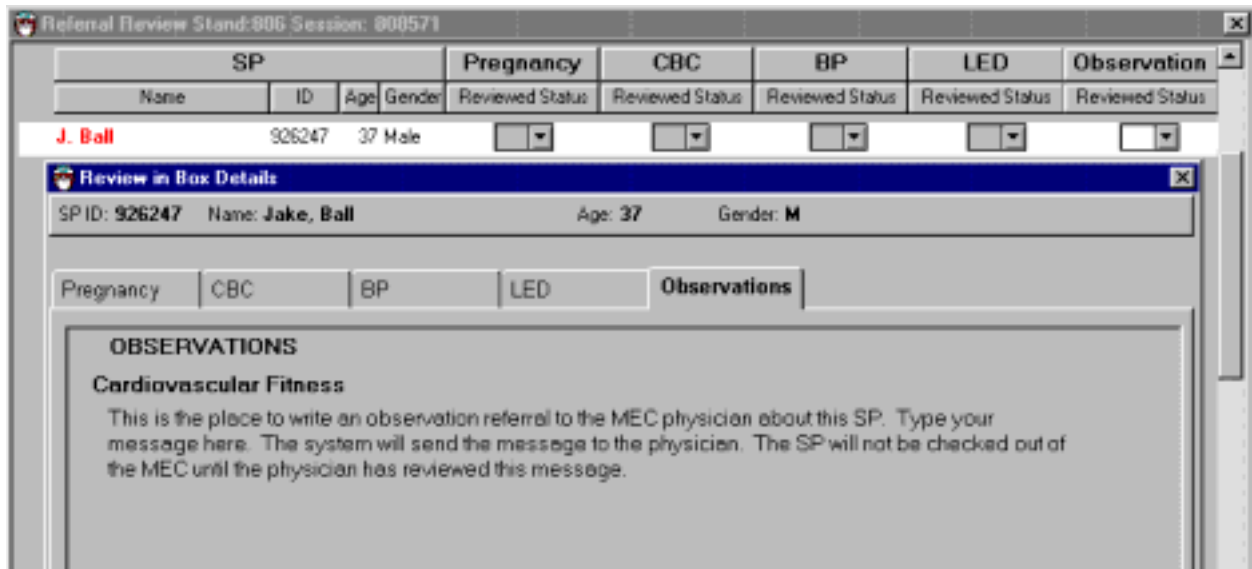 Referral Review Stand:806 Session: 808571
SP Pregnancy CBC BP LED Observation
Name ID Age Gender Reviewed Status Reviewed Status Reviewed Status Reviewed Status Reviewed Status
J. Ball 926247 37 Male
Review in Box Details
SP ID: 926247 Name: Jake, Ball Age: 37 Gender: M
Pregnancy CBC BP LED Observations
OBSERVATIONS
Cardiovascular Fitness
This is the place to write an observation referral to the MEC physician about this SP. Type your
message here. The system will send the message to the physician. The SP will not be checked out of
the MEC until the physician has reviewed this message.